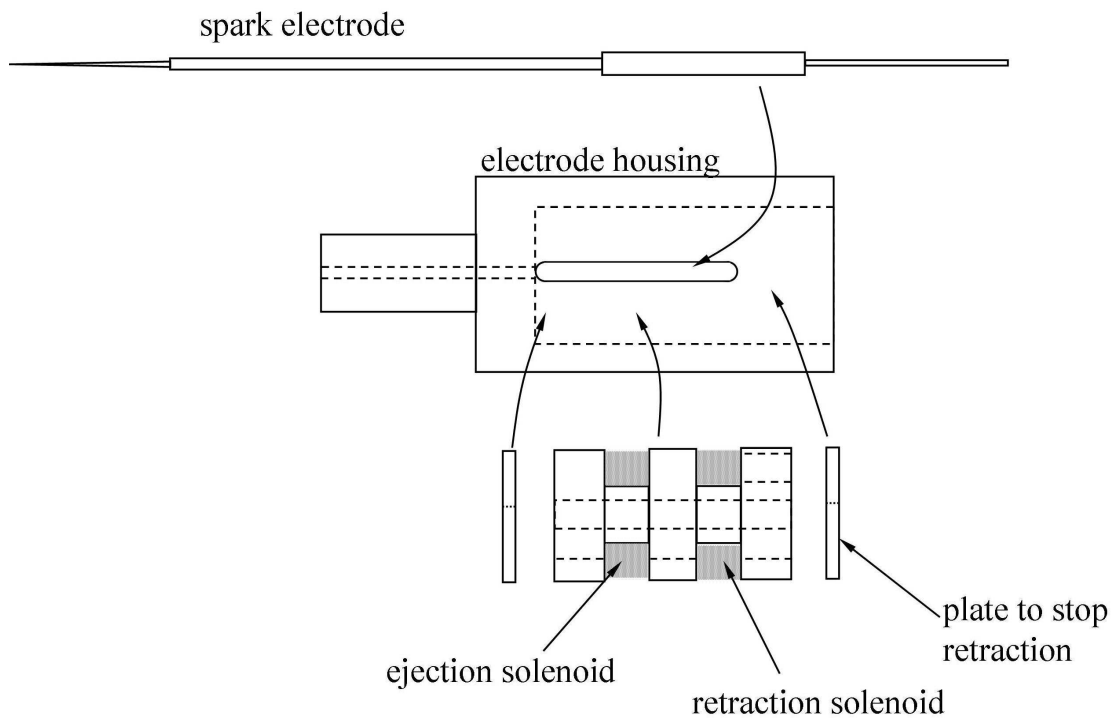 spark electrode
electrode housing
plate to stop
retraction
ejection solenoid
retraction solenoid